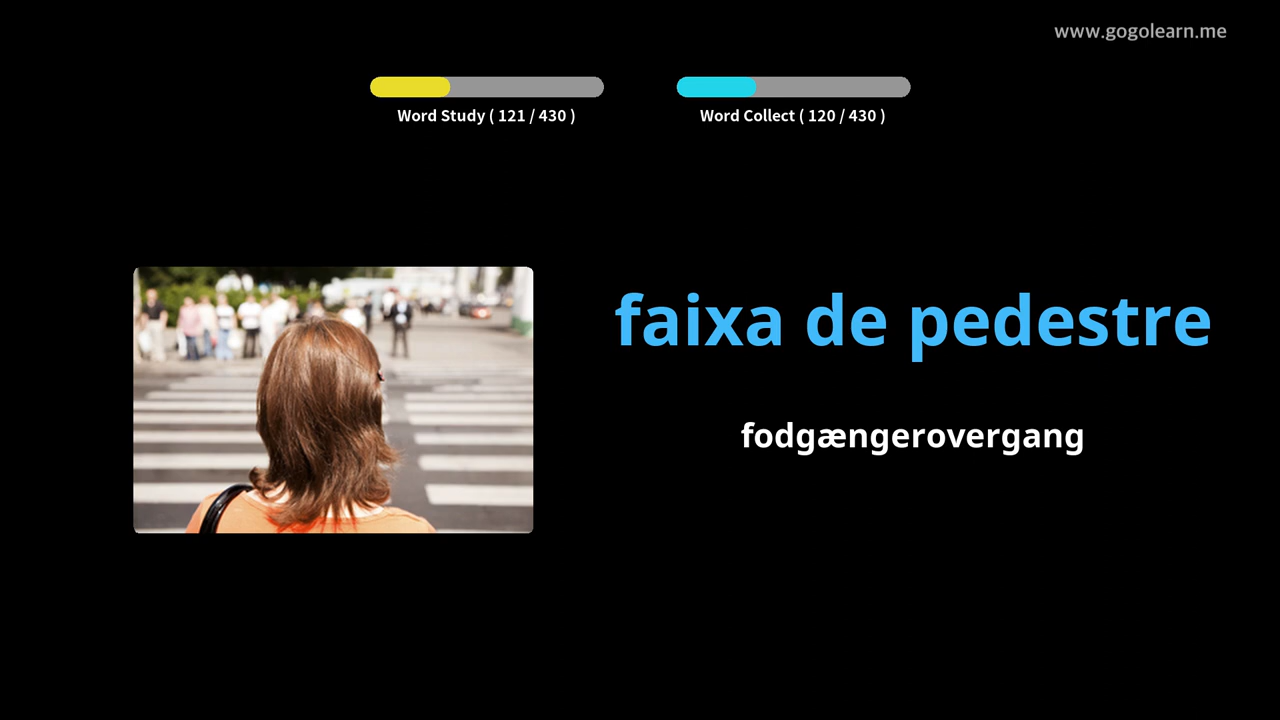 www.gogolearn.me
Word Study ( 121 / 430 )
Word Collect ( 120 / 430 )
faixa de pedestre
fodgængerovergang